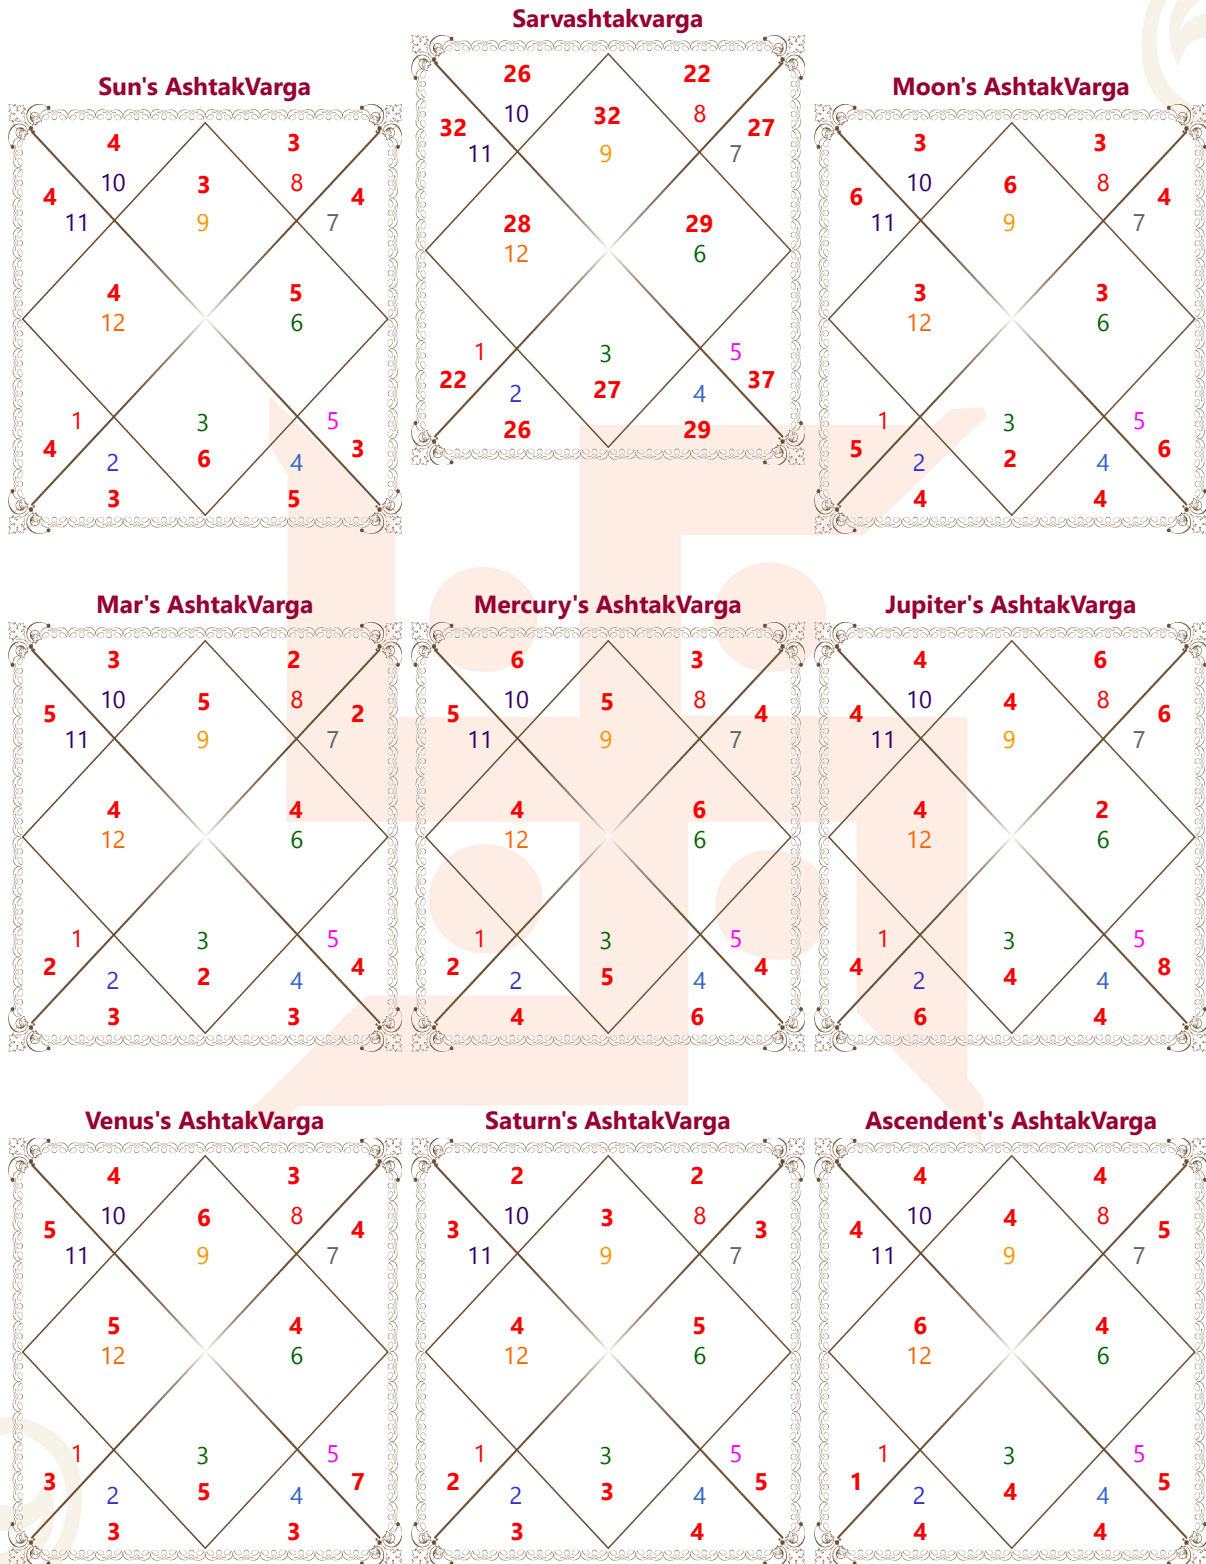 Sarvashtakvarga
26 22
10 32 8
32 27
11 9 7
28 29
12 6
1 3 5
22 27 37
2 4
26 29
Sun's AshtakVarga
4 3
10 3 8
4 4
11 9 7
4 5
12 6
1 3 5
4 6 3
2 4
3 5
Moon's AshtakVarga
3 3
10 6 8
6 4
11 9 7
3 3
12 6
1 3 5
5 2 6
2 4
4 4
Mar's AshtakVarga
3 2
10 5 8
5 2
11 9 7
4 4
12 6
1 3 5
2 2 4
2 4
3 3
Mercury's AshtakVarga
6 3
10 5 8
5 4
11 9 7
4 6
12 6
1 3 5
2 5 4
2 4
4 6
Jupiter's AshtakVarga
4 6
10 4 8
4 6
11 9 7
4 2
12 6
1 3 5
4 4 8
2 4
6 4
Venus's AshtakVarga
4 3
10 6 8
5 4
11 9 7
5 4
12 6
1 3 5
3 5 7
2 4
3 3
Saturn's AshtakVarga
2 2
10 3 8
3 3
11 9 7
4 5
12 6
1 3 5
2 3 5
2 4
3 4
Ascendent's AshtakVarga
4 4
10 4 8
4 5
11 9 7
6 4
12 6
1 3 5
1 4 5
2 4
4 4